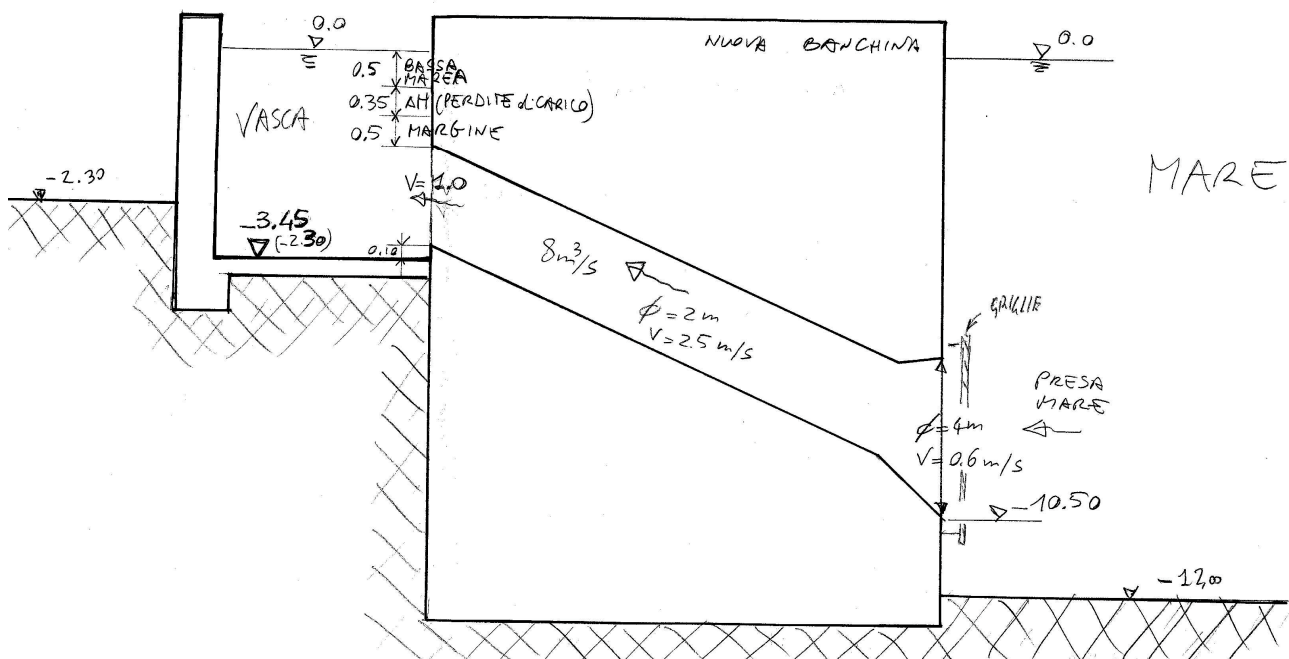 0.0
NUOVA BANCHINA
0.0
0.5 BASSA
MAREA
0.35 ΔH (PERDITE di CARICO)
0.5 MARGINE
VASCA
MARE
-2.30
V= 1.0
-3.45
(-2.30)
0.10
8m³/s
ϕ = 2m
V= 2.5 m/s
GRIGLIE
PRESA
MARE
ϕ= 4m
V= 0.6 m/s
-10.50
-12,00